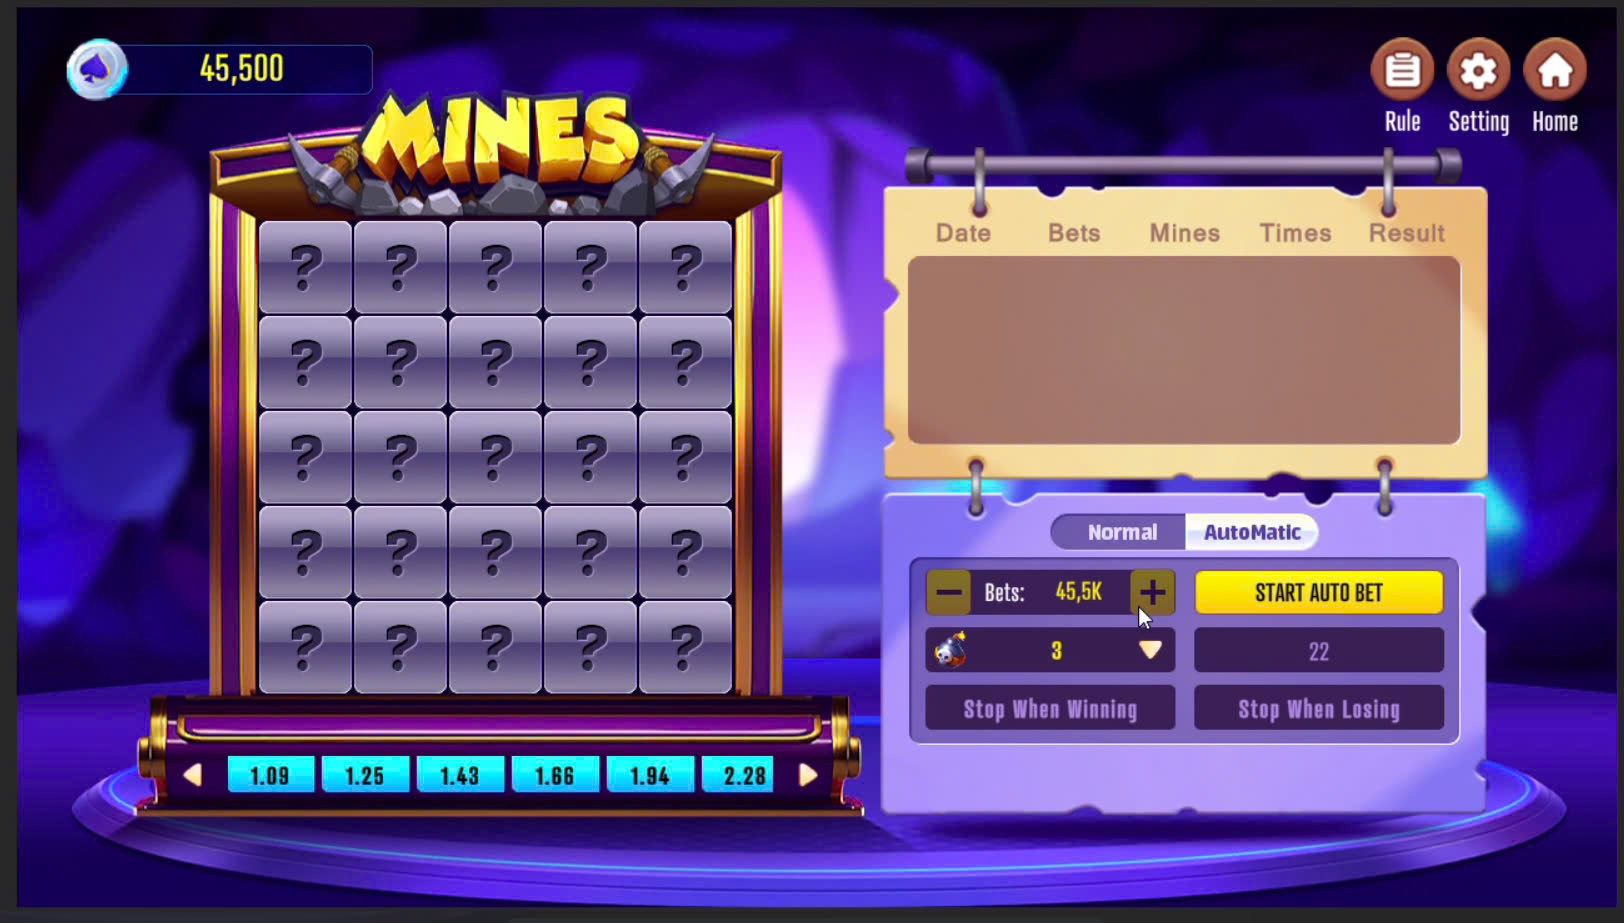 45,500
MINES
Rule Setting Home
? ? ? ? ?
? ? ? ? ?
? ? ? ? ?
? ? ? ? ?
? ? ? ? ?
1.09 1.25 1.43 1.66 1.94 2.28
Date Bets Mines Times Result
Normal AutoMatic
Bets: 45,5K START AUTO BET
3 22
Stop When Winning Stop When Losing